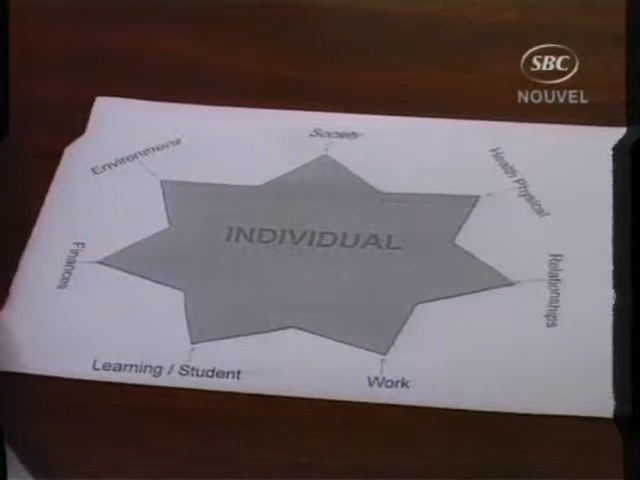 SBC
NOUVEL
Society
Environment
Health Physical
INDIVIDUAL
Finances
Relationships
Learning / Student
Work